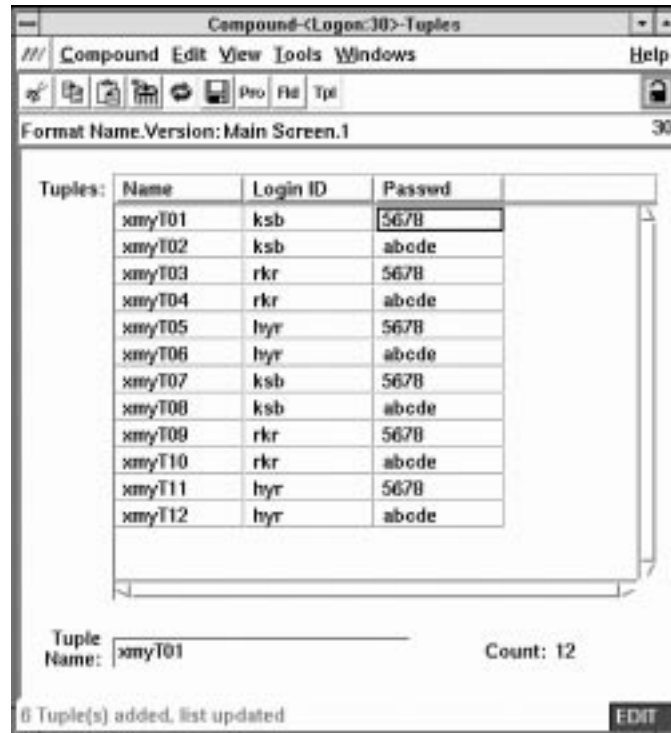 Compound-<Logon:30>-Tuples
Compound Edit View Tools Windows Help
Pro Fld Tpl
Format Name.Version: Main Screen.1 30
Tuples: Name Login ID Passwd
xmyT01 ksb 5678
xmyT02 ksb abcde
xmyT03 rkr 5678
xmyT04 rkr abcde
xmyT05 hyr 5678
xmyT06 hyr abcde
xmyT07 ksb 5678
xmyT08 ksb abcde
xmyT09 rkr 5678
xmyT10 rkr abcde
xmyT11 hyr 5678
xmyT12 hyr abcde
Tuple
Name: xmyT01 Count: 12
6 Tuple(s) added, list updated EDIT